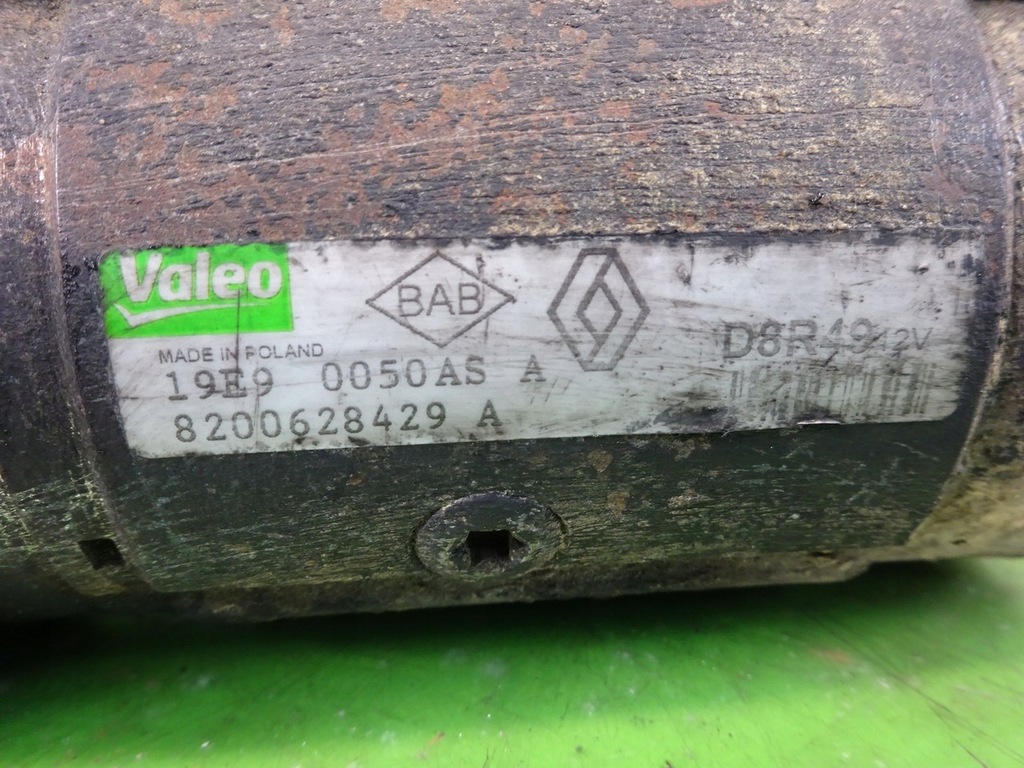 Valeo
BAB
D8R49 12V
MADE IN POLAND
19E9 0050AS A
8200628429 A